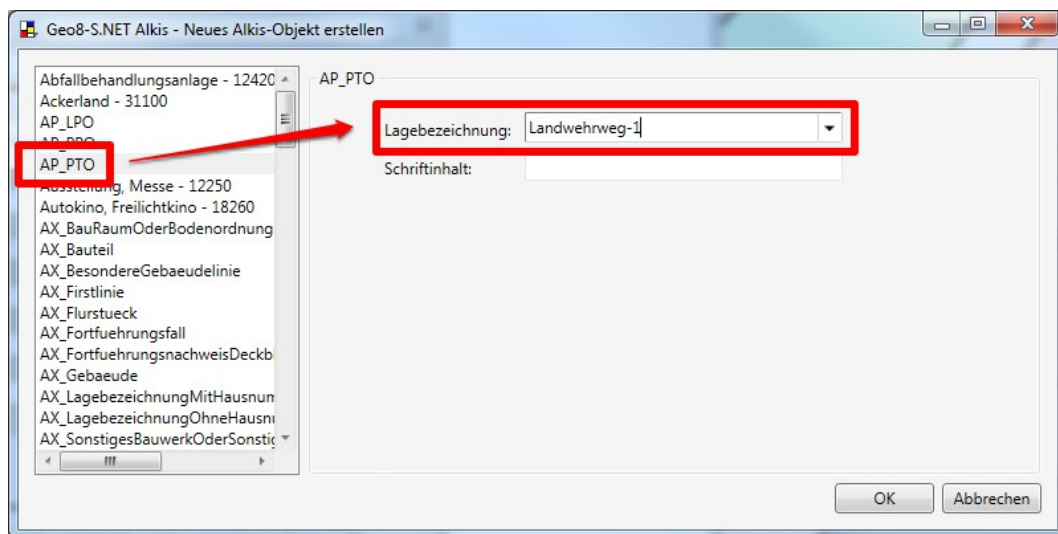 Geo8-S.NET Alkis - Neues Alkis-Objekt erstellen
Abfallbehandlungsanlage - 12420
Ackerland - 31100
AP_LPO
AP_PTO
Ausstellung, Messe - 12250
Autokino, Freilichtkino - 18260
AX_BauRaumOderBodenordnung
AX_Bauteil
AX_BesondereGebaeudelinie
AX_Firstlinie
AX_Flurstueck
AX_Fortfuehrungsfall
AX_FortfuehrungsnachweisDeckb
AX_Gebaeude
AX_LagebezeichnungMitHausnum
AX_LagebezeichnungOhneHausn
AX_SonstigesBauwerkOderSonstig
AP_PTO
Lagebezeichnung: Landwehrweg-1
Schriftinhalt:
OK Abbrechen